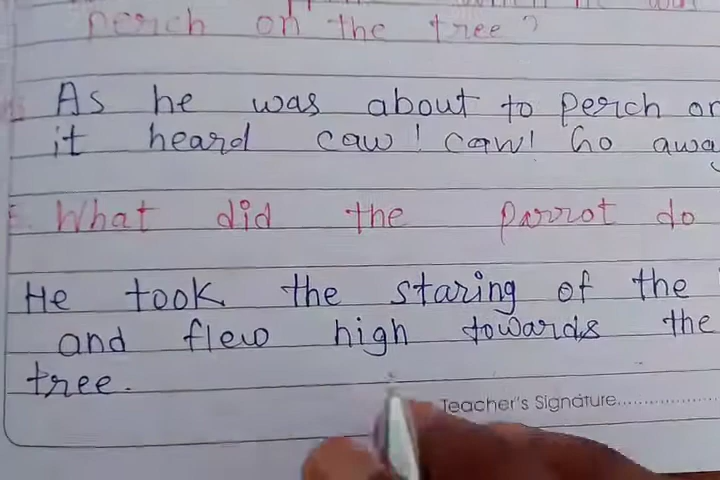 perch on the tree?
As he was about to perch on
it heard caw! caw! Go away
E. What did the parrot do
He took the staring of the
and flew high towards the
tree.
Teacher's Signature....................